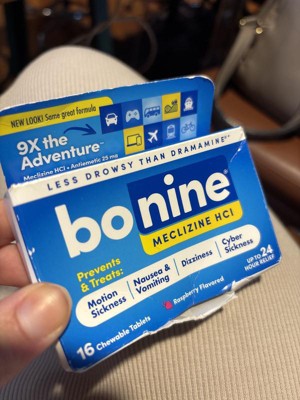 NEW LOOK! Same great formula
9X the
Adventure™
Meclizine HCl • Antiemetic 25 mg
LESS DROWSY THAN DRAMAMINE®*
bonine®
MECLIZINE HCl
Prevents
& Treats:
Motion
Sickness
Nausea &
Vomiting
Dizziness
Cyber
Sickness
UP TO 24
HOUR RELIEF
Raspberry Flavored
16 Chewable Tablets